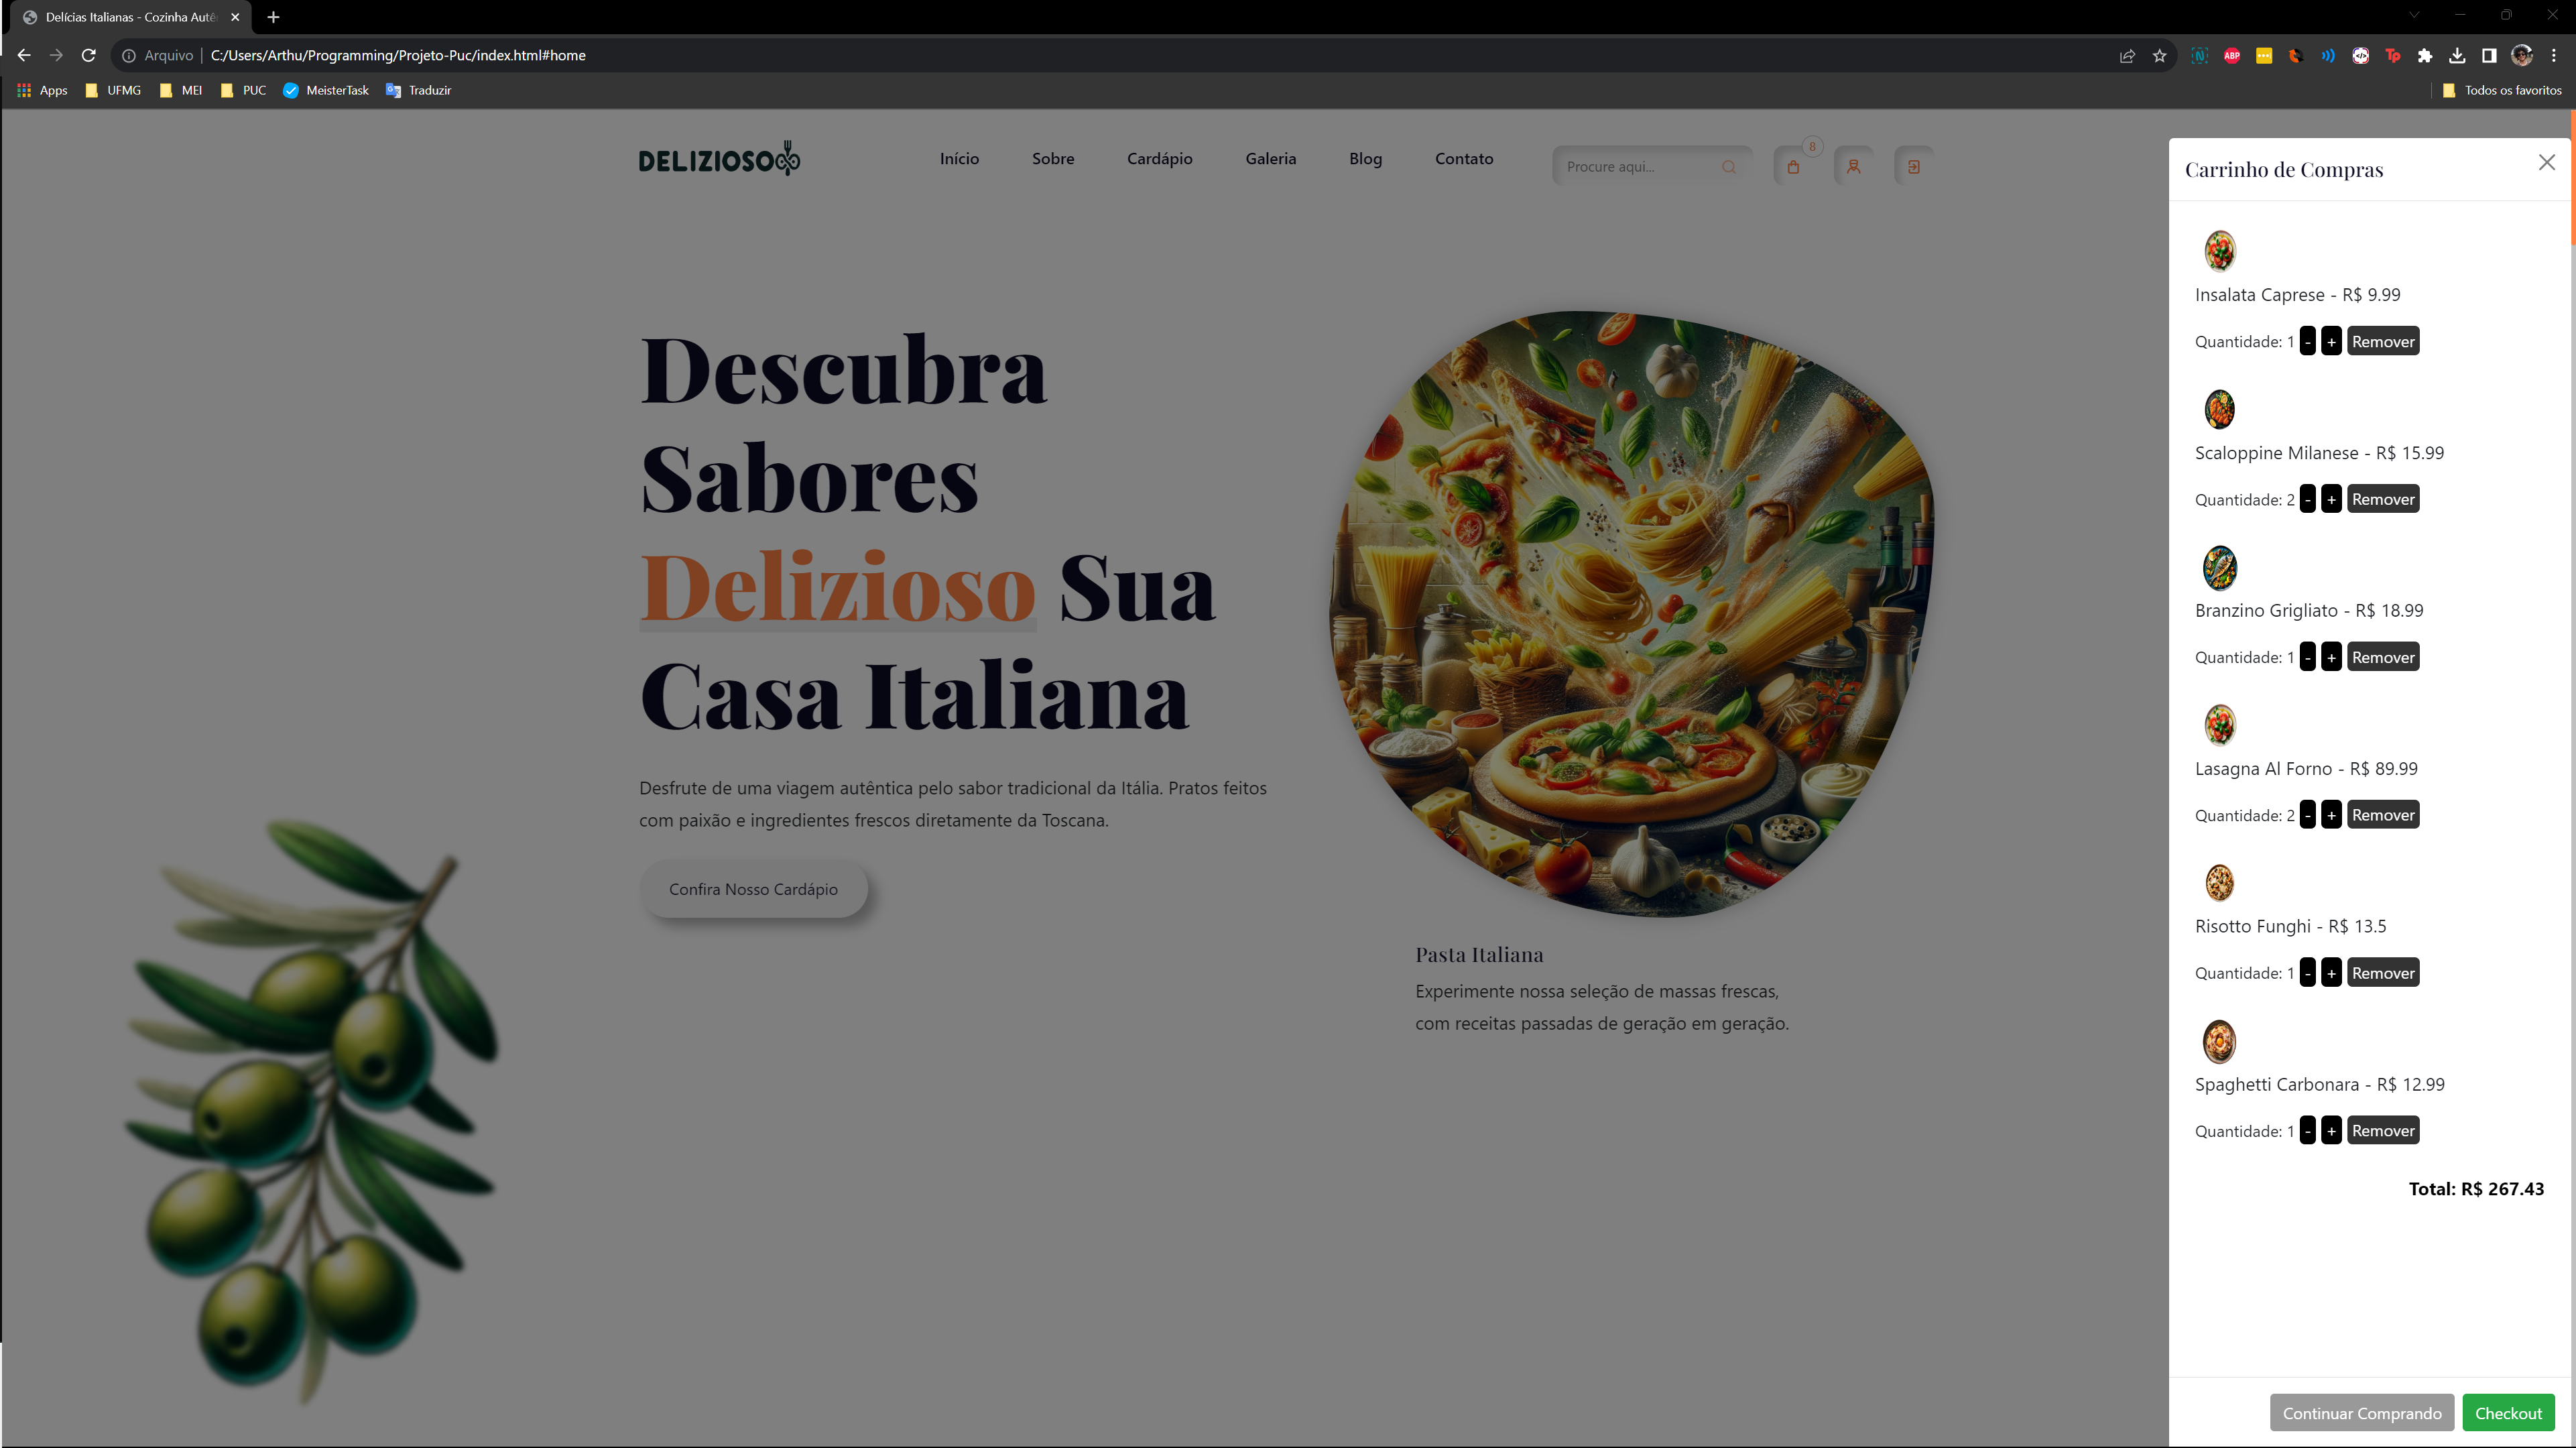 Delícias Italianas - Cozinha Autê
Arquivo
C:/Users/Arthu/Programming/Projeto-Puc/index.html#home
ABP
Tp
Apps
UFMG
MEI
PUC
MeisterTask
Traduzir
Todos os favoritos
DELIZIOSO
Início
Sobre
Cardápio
Galeria
Blog
Contato
Procure aqui...
8
Descubra
Sabores
Delizioso Sua
Casa Italiana
Desfrute de uma viagem autêntica pelo sabor tradicional da Itália. Pratos feitos
com paixão e ingredientes frescos diretamente da Toscana.
Confira Nosso Cardápio
Pasta Italiana
Experimente nossa seleção de massas frescas,
com receitas passadas de geração em geração.
Carrinho de Compras
Insalata Caprese - R$ 9.99
Quantidade: 1 - + Remover
Scaloppine Milanese - R$ 15.99
Quantidade: 2 - + Remover
Branzino Grigliato - R$ 18.99
Quantidade: 1 - + Remover
Lasagna Al Forno - R$ 89.99
Quantidade: 2 - + Remover
Risotto Funghi - R$ 13.5
Quantidade: 1 - + Remover
Spaghetti Carbonara - R$ 12.99
Quantidade: 1 - + Remover
Total: R$ 267.43
Continuar Comprando
Checkout